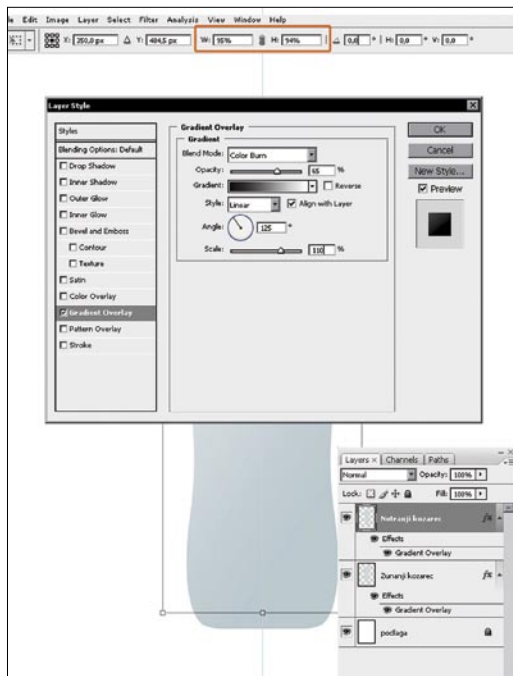 le Edit Image Layer Select Filter Analysis View Window Help
X: 250,0 px Y: 484,5 px W: 95% H: 94% 0,0 ° H: 0,0 ° V: 0,0 °
Layer Style
Styles
Blending Options: Default
Drop Shadow
Inner Shadow
Outer Glow
Inner Glow
Bevel and Emboss
Contour
Texture
Satin
Color Overlay
Gradient Overlay
Pattern Overlay
Stroke
Gradient Overlay
Gradient
Blend Mode: Color Burn
Opacity: 65 %
Gradient: Reverse
Style: Linear Align with Layer
Angle: 125 °
Scale: 110 %
OK
Cancel
New Style...
Preview
Layers × Channels Paths
Normal Opacity: 100%
Lock: Fill: 100%
Notranji kozarec fx
Effects
Gradient Overlay
Zunanji kozarec fx
Effects
Gradient Overlay
podlaga